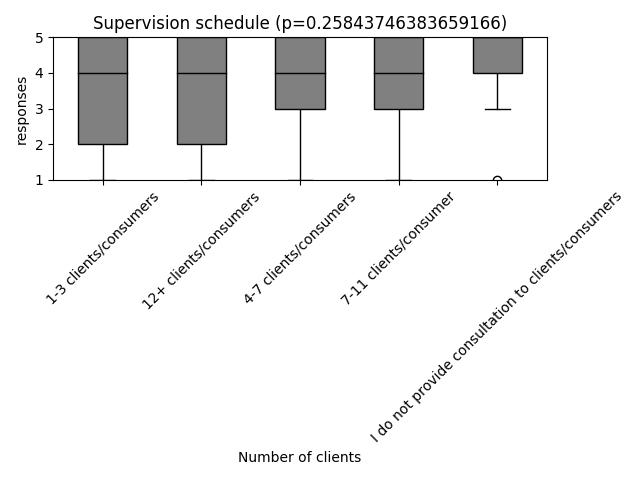 Supervision schedule (p=0.25843746383659166)
5
4
3
2
1
responses
1-3 clients/consumers
12+ clients/consumers
4-7 clients/consumers
7-11 clients/consumer
I do not provide consultation to clients/consumers
Number of clients